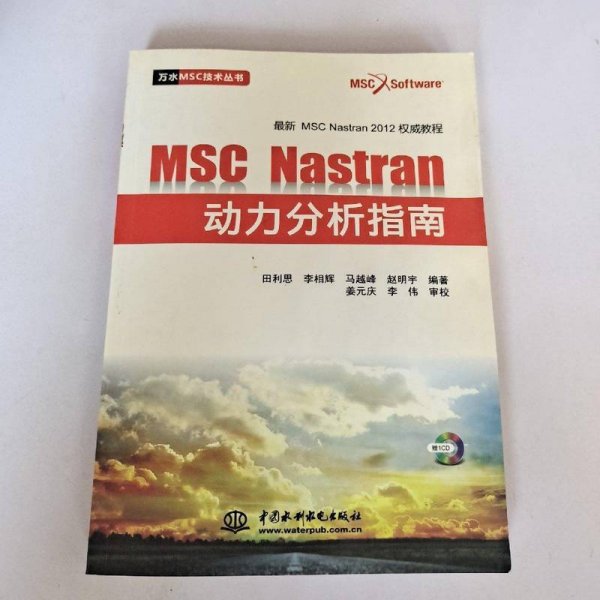 万水MSC技术丛书
MSC Software
最新 MSC Nastran 2012 权威教程
MSC Nastran
动力分析指南
田利思 李相辉 马越峰 赵明宇 编著
姜元庆 李伟 审校
赠1CD
中国水利水电出版社
www.waterpub.com.cn